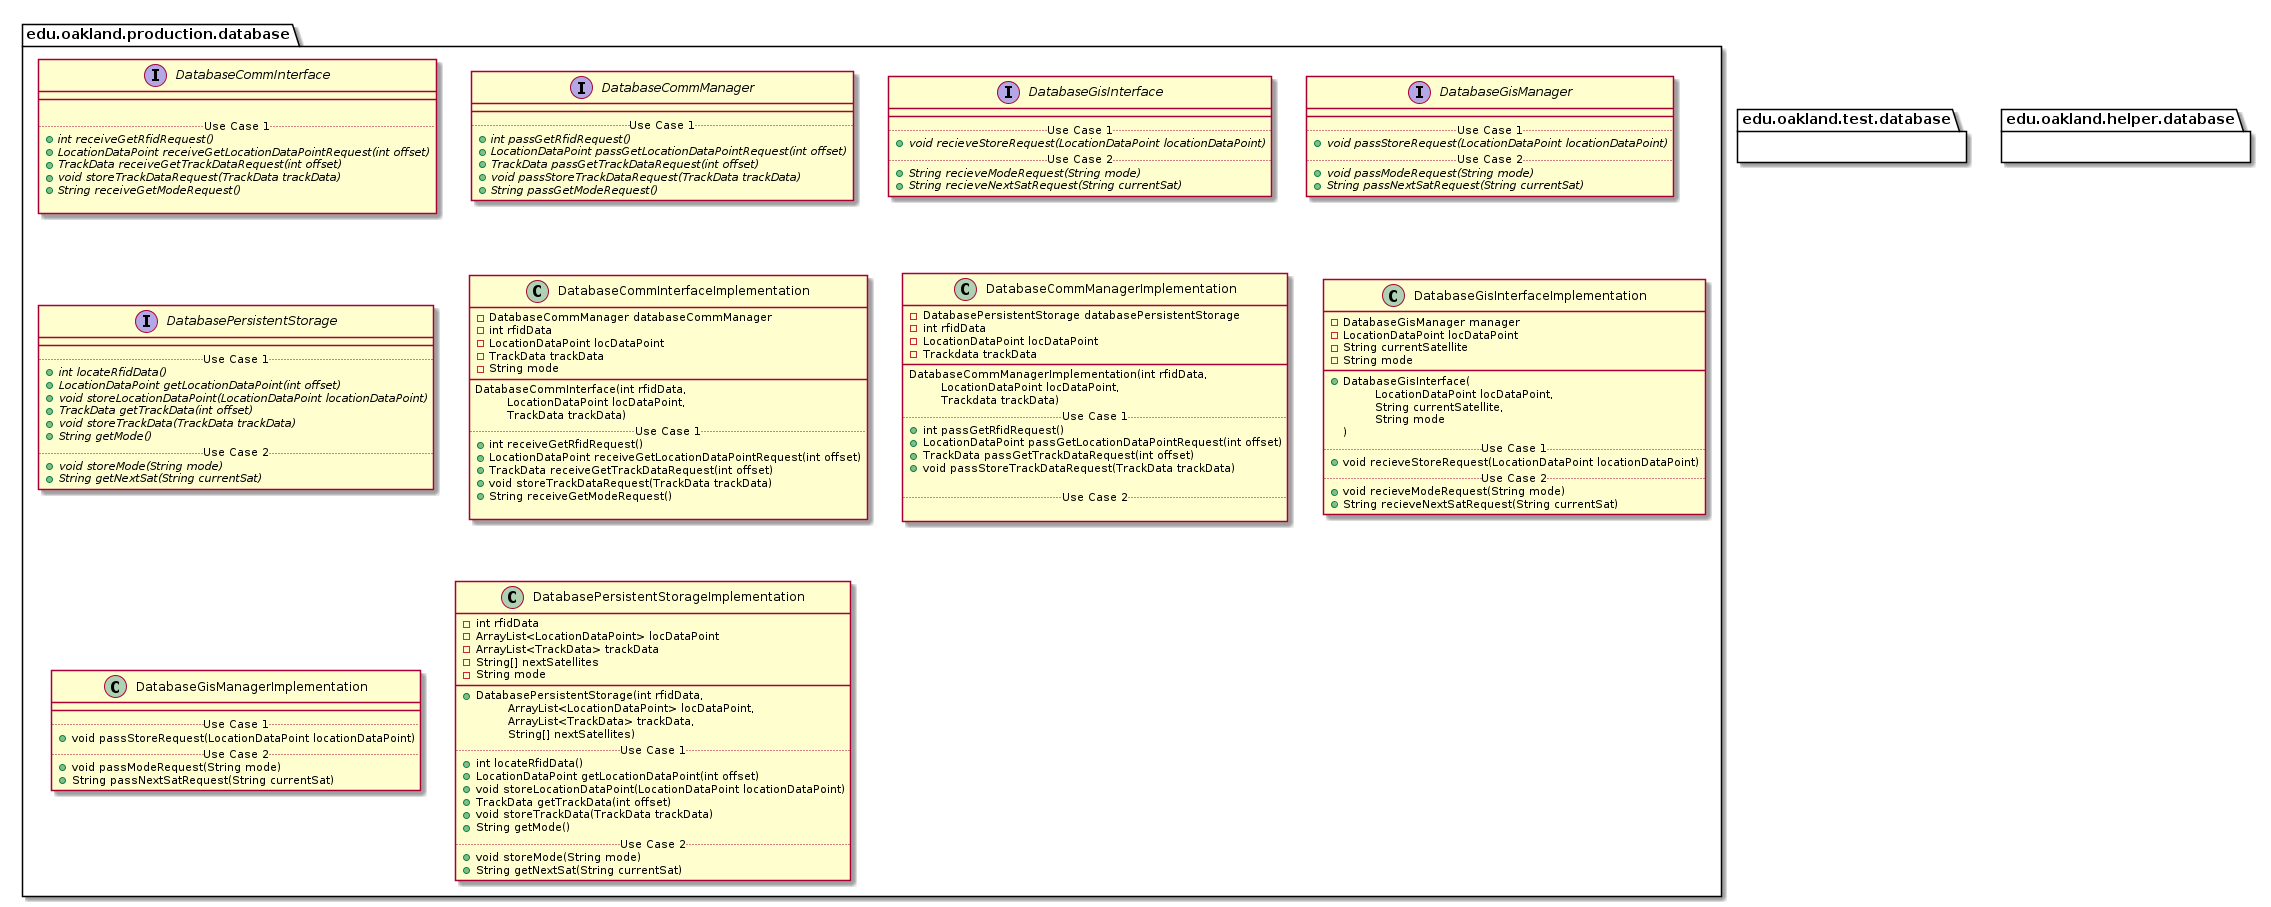 edu.oakland.production.database
I DatabaseCommInterface
Use Case 1
int receiveGetRfidRequest()
LocationDataPoint receiveGetLocationDataPointRequest(int offset)
TrackData receiveGetTrackDataRequest(int offset)
void storeTrackDataRequest(TrackData trackData)
String receiveGetModeRequest()
I DatabaseCommManager
Use Case 1
int passGetRfidRequest()
LocationDataPoint passGetLocationDataPointRequest(int offset)
TrackData passGetTrackDataRequest(int offset)
void passStoreTrackDataRequest(TrackData trackData)
String passGetModeRequest()
I DatabaseGisInterface
Use Case 1
void recieveStoreRequest(LocationDataPoint locationDataPoint)
Use Case 2
String recieveModeRequest(String mode)
String recieveNextSatRequest(String currentSat)
I DatabaseGisManager
Use Case 1
void passStoreRequest(LocationDataPoint locationDataPoint)
Use Case 2
void passModeRequest(String mode)
String passNextSatRequest(String currentSat)
edu.oakland.test.database
edu.oakland.helper.database
I DatabasePersistentStorage
Use Case 1
int locateRfidData()
LocationDataPoint getLocationDataPoint(int offset)
void storeLocationDataPoint(LocationDataPoint locationDataPoint)
TrackData getTrackData(int offset)
void storeTrackData(TrackData trackData)
String getMode()
Use Case 2
void storeMode(String mode)
String getNextSat(String currentSat)
C DatabaseCommInterfaceImplementation
DatabaseCommManager databaseCommManager
int rfidData
LocationDataPoint locDataPoint
TrackData trackData
String mode
DatabaseCommInterface(int rfidData,
LocationDataPoint locDataPoint,
TrackData trackData)
Use Case 1
int receiveGetRfidRequest()
LocationDataPoint receiveGetLocationDataPointRequest(int offset)
TrackData receiveGetTrackDataRequest(int offset)
void storeTrackDataRequest(TrackData trackData)
String receiveGetModeRequest()
C DatabaseCommManagerImplementation
DatabasePersistentStorage databasePersistentStorage
int rfidData
LocationDataPoint locDataPoint
Trackdata trackData
DatabaseCommManagerImplementation(int rfidData,
LocationDataPoint locDataPoint,
Trackdata trackData)
Use Case 1
int passGetRfidRequest()
LocationDataPoint passGetLocationDataPointRequest(int offset)
TrackData passGetTrackDataRequest(int offset)
void passStoreTrackDataRequest(TrackData trackData)
Use Case 2
C DatabaseGisInterfaceImplementation
DatabaseGisManager manager
LocationDataPoint locDataPoint
String currentSatellite
String mode
DatabaseGisInterface(
LocationDataPoint locDataPoint,
String currentSatellite,
String mode
)
Use Case 1
void recieveStoreRequest(LocationDataPoint locationDataPoint)
Use Case 2
void recieveModeRequest(String mode)
String recieveNextSatRequest(String currentSat)
C DatabaseGisManagerImplementation
Use Case 1
void passStoreRequest(LocationDataPoint locationDataPoint)
Use Case 2
void passModeRequest(String mode)
String passNextSatRequest(String currentSat)
C DatabasePersistentStorageImplementation
int rfidData
ArrayList<LocationDataPoint> locDataPoint
ArrayList<TrackData> trackData
String[] nextSatellites
String mode
DatabasePersistentStorage(int rfidData,
ArrayList<LocationDataPoint> locDataPoint,
ArrayList<TrackData> trackData,
String[] nextSatellites)
Use Case 1
int locateRfidData()
LocationDataPoint getLocationDataPoint(int offset)
void storeLocationDataPoint(LocationDataPoint locationDataPoint)
TrackData getTrackData(int offset)
void storeTrackData(TrackData trackData)
String getMode()
Use Case 2
void storeMode(String mode)
String getNextSat(String currentSat)